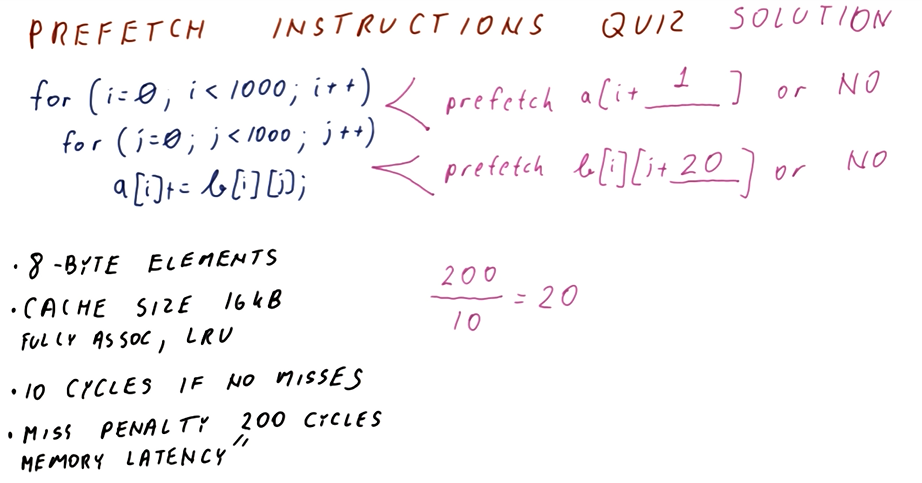 PREFETCH INSTRUCTIONS QUIZ SOLUTION
for (i=0; i<1000; i++)
prefetch a[i+ 1 ] or NO
for (j=0; j<1000; j++)
prefetch b[i][j+ 20 ] or NO
a[i]+= b[i][j];
• 8-BYTE ELEMENTS
• CACHE SIZE 16kB
FULLY ASSOC, LRU
200
10
= 20
• 10 CYCLES IF NO MISSES
• MISS PENALTY 200 CYCLES
MEMORY LATENCY "